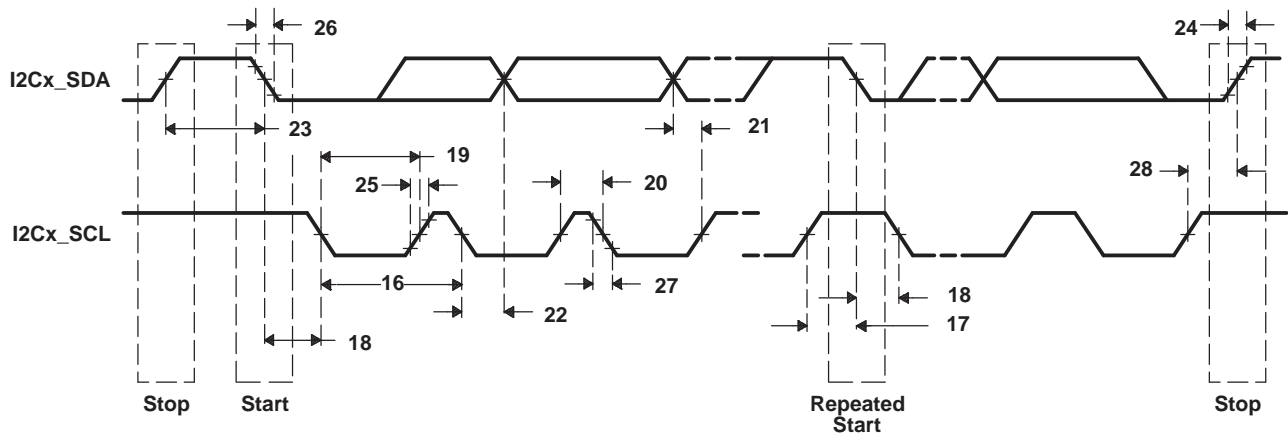 26
24
I2Cx_SDA
23
21
19
28
25
20
I2Cx_SCL
16
27
18
22
17
18
Stop
Start
Repeated
Start
Stop